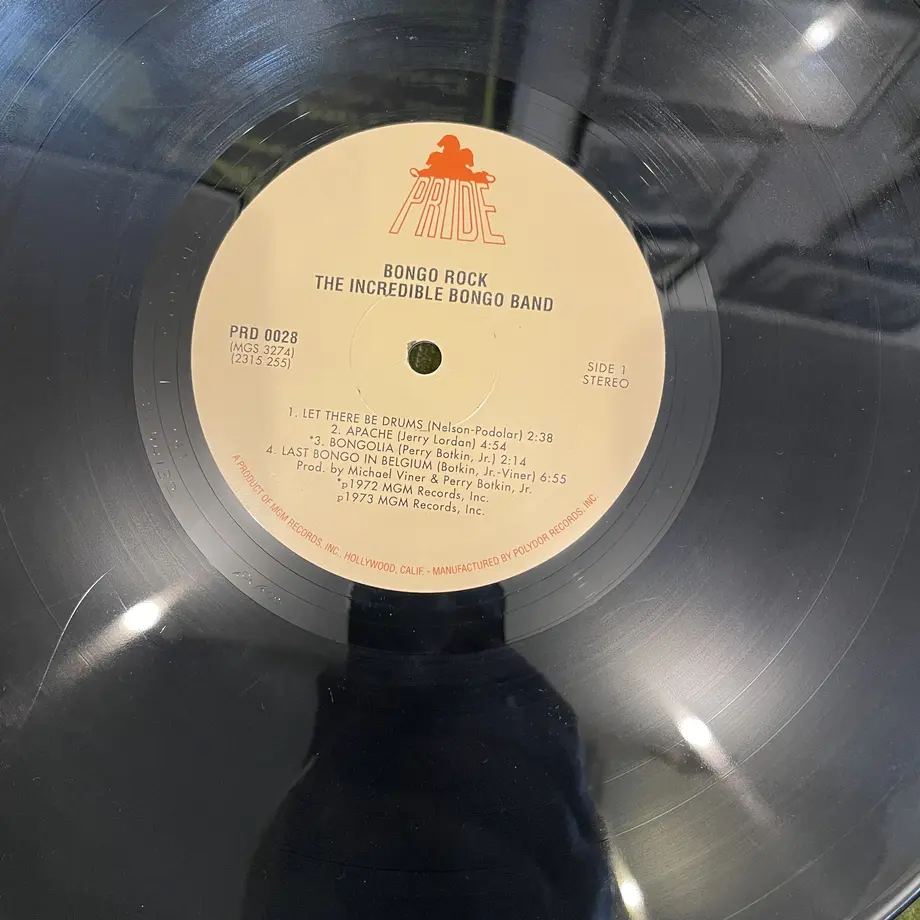 PRIDE
BONGO ROCK
THE INCREDIBLE BONGO BAND
PRD 0028
(MGS 3274)
(2315 255)
SIDE 1
STEREO
1. LET THERE BE DRUMS (Nelson-Podolar) 2:38
2. APACHE (Jerry Lordan) 4:54
*3. BONGOLIA (Perry Botkin, Jr.) 2:14
4. LAST BONGO IN BELGIUM (Botkin, Jr.-Viner) 6:55
Prod. by Michael Viner & Perry Botkin, Jr.
*p1972 MGM Records, Inc.
p1973 MGM Records, Inc.
A PRODUCT OF MGM RECORDS, INC., HOLLYWOOD, CALIF. - MANUFACTURED BY POLYDOR RECORDS, INC.